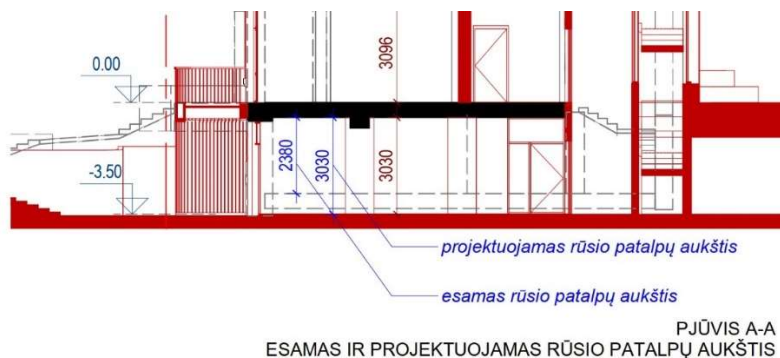 3096
0.00
2380
3030
3030
-3.50
projektuojamas rūsio patalpų aukštis
esamas rūsio patalpų aukštis
PJŪVIS A-A
ESAMAS IR PROJEKTUOJAMAS RŪSIO PATALPŲ AUKŠTIS